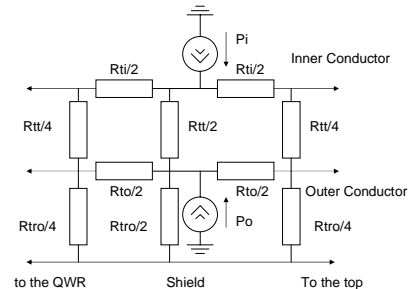 Pi
Inner Conductor
Rti/2
Rti/2
Rtt/4
Rtt/2
Rtt/4
Rto/2
Rto/2
Outer Conductor
Rtro/4
Rtro/2
Po
Rtro/4
to the QWR
Shield
To the top